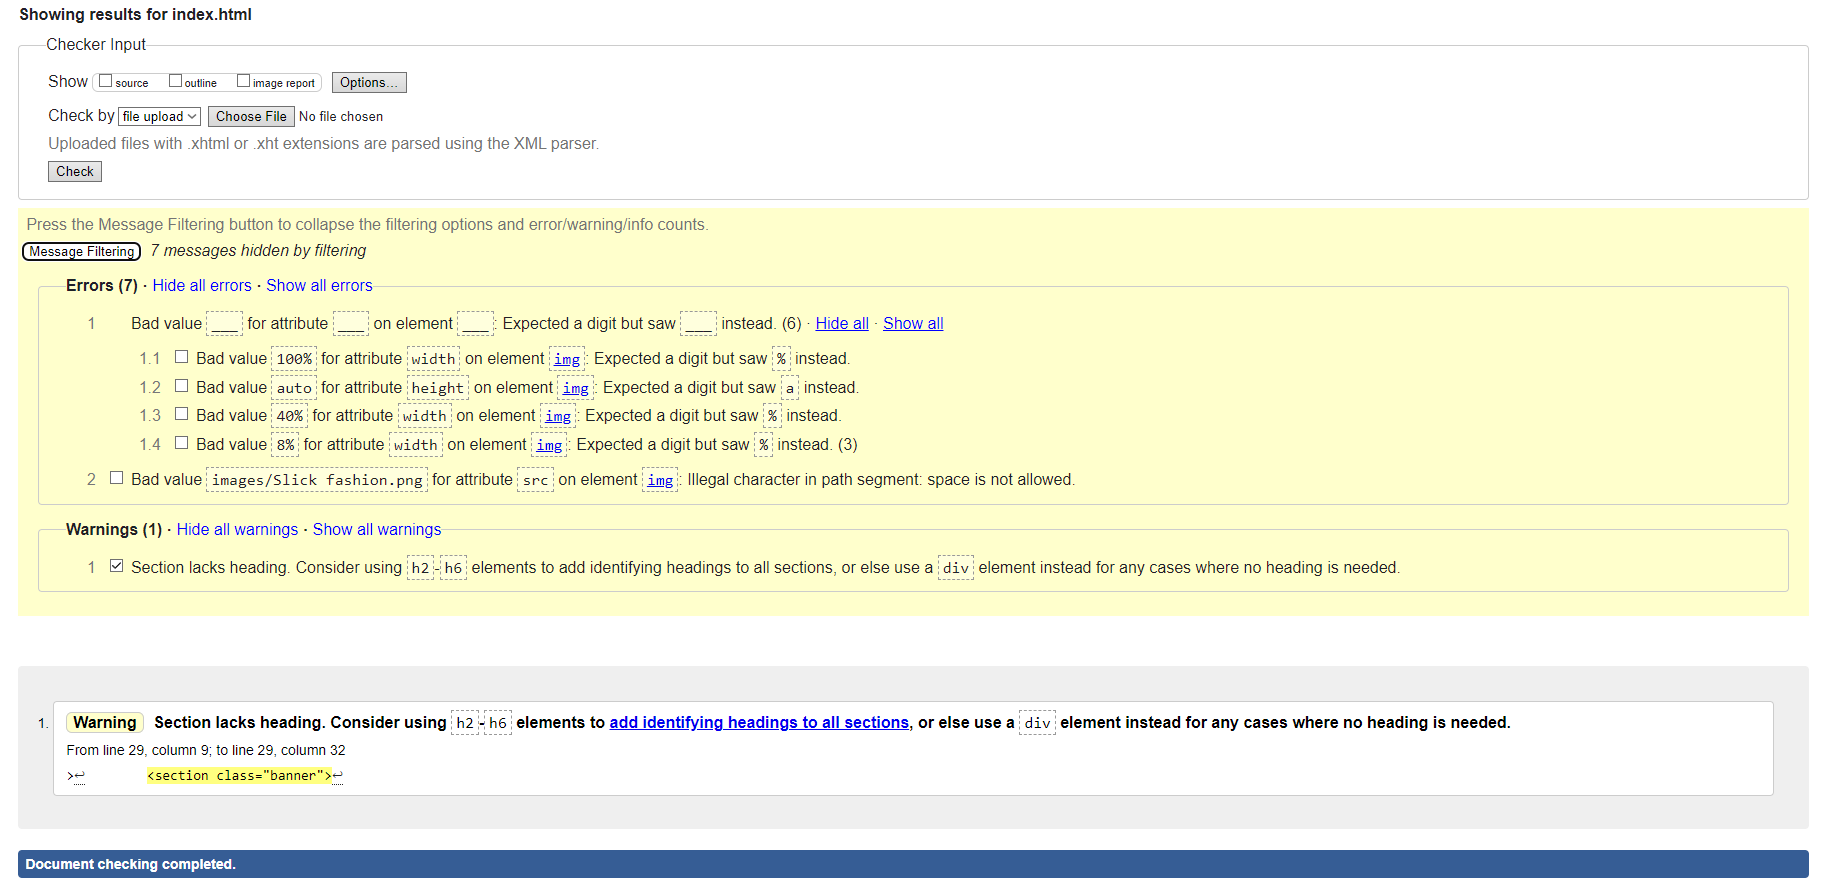 Showing results for index.html
Checker Input
Show source outline image report Options...
Check by file upload Choose File No file chosen
Uploaded files with .xhtml or .xht extensions are parsed using the XML parser.
Check
Press the Message Filtering button to collapse the filtering options and error/warning/info counts.
Message Filtering 7 messages hidden by filtering
Errors (7) · Hide all errors · Show all errors
1 Bad value ___ for attribute ___ on element ___: Expected a digit but saw ___ instead. (6) · Hide all · Show all
1.1 Bad value 100% for attribute width on element img: Expected a digit but saw % instead.
1.2 Bad value auto for attribute height on element img: Expected a digit but saw a instead.
1.3 Bad value 40% for attribute width on element img: Expected a digit but saw % instead.
1.4 Bad value 8% for attribute width on element img: Expected a digit but saw % instead. (3)
2 Bad value images/Slick fashion.png for attribute src on element img: Illegal character in path segment: space is not allowed.
Warnings (1) · Hide all warnings · Show all warnings
1 Section lacks heading. Consider using h2-h6 elements to add identifying headings to all sections, or else use a div element instead for any cases where no heading is needed.
1. Warning Section lacks heading. Consider using h2-h6 elements to add identifying headings to all sections, or else use a div element instead for any cases where no heading is needed.
From line 29, column 9; to line 29, column 32
>↩ <section class="banner">↩
Document checking completed.